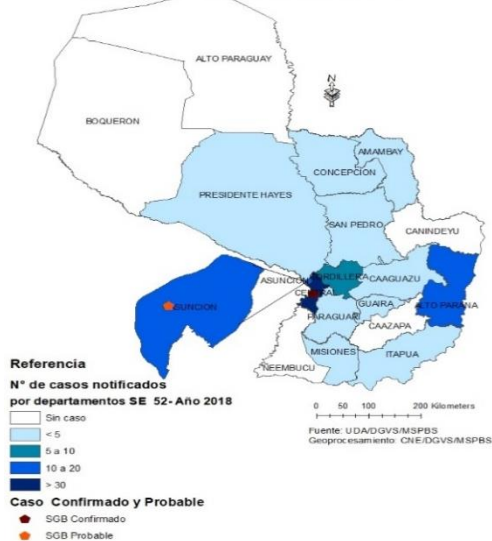 ALTO PARAGUAY
N
BOQUERON
AMAMBAY
CONCEPCION
PRESIDENTE HAYES
SAN PEDRO
CANINDEYU
ASUNCION
CAAGUAZU
ASUNCION
GUAIRA
ALTO PARANA
PARAGUARI
CAAZAPA
MISIONES
ITAPUA
ÑEEMBUCU
Referencia
N° de casos notificados
por departamentos SE 52- Año 2018
Sin caso
< 5
5 a 10
10 a 20
> 30
Caso Confirmado y Probable
SGB Confirmado
SGB Probable
0 50 100 200 Kilometers
Fuente: UDA/DGVS/MSPBS
Geoprocesamiento: CNE/DGVS/MSPBS